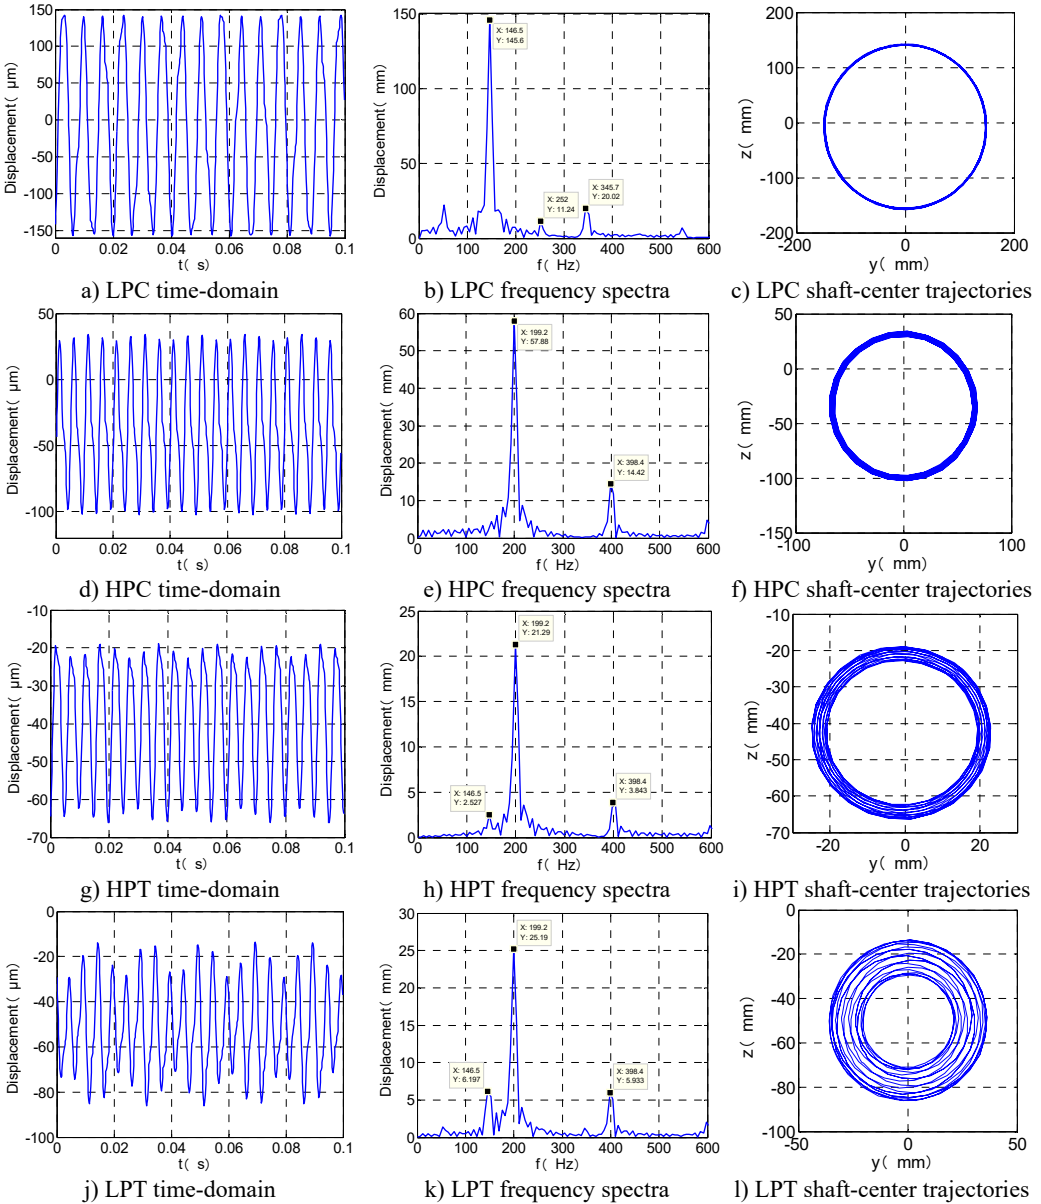 150
100
50
0
-50
-100
-150
0
0.02
0.04
0.06
0.08
0.1
Displacement( μm)
t( s)
a) LPC time-domain
150
100
50
0
0
100
200
300
400
500
600
Displacement( mm)
f( Hz)
X: 146.5
Y: 145.6
X: 252
Y: 11.24
X: 345.7
Y: 20.02
b) LPC frequency spectra
200
100
0
-100
-200
-200
0
200
z( mm)
y( mm)
c) LPC shaft-center trajectories
50
0
-50
-100
0
0.02
0.04
0.06
0.08
0.1
Displacement( μm)
t( s)
d) HPC time-domain
60
50
40
30
20
10
0
0
100
200
300
400
500
600
Displacement( mm)
f( Hz)
X: 199.2
Y: 57.88
X: 398.4
Y: 14.42
e) HPC frequency spectra
50
0
-50
-100
-150
-100
0
100
z( mm)
y( mm)
f) HPC shaft-center trajectories
-10
-20
-30
-40
-50
-60
-70
0
0.02
0.04
0.06
0.08
0.1
Displacement( μm)
t( s)
g) HPT time-domain
25
20
15
10
5
0
0
100
200
300
400
500
600
Displacement( mm)
f( Hz)
X: 199.2
Y: 21.29
X: 146.5
Y: 2.527
X: 398.4
Y: 3.843
h) HPT frequency spectra
-10
-20
-30
-40
-50
-60
-70
-20
0
20
z( mm)
y( mm)
i) HPT shaft-center trajectories
0
-20
-40
-60
-80
-100
0
0.02
0.04
0.06
0.08
0.1
Displacement( μm)
t( s)
j) LPT time-domain
30
25
20
15
10
5
0
0
100
200
300
400
500
600
Displacement( mm)
f( Hz)
X: 199.2
Y: 25.19
X: 146.5
Y: 6.197
X: 398.4
Y: 5.933
k) LPT frequency spectra
0
-20
-40
-60
-80
-100
-50
0
50
z( mm)
y( mm)
l) LPT shaft-center trajectories